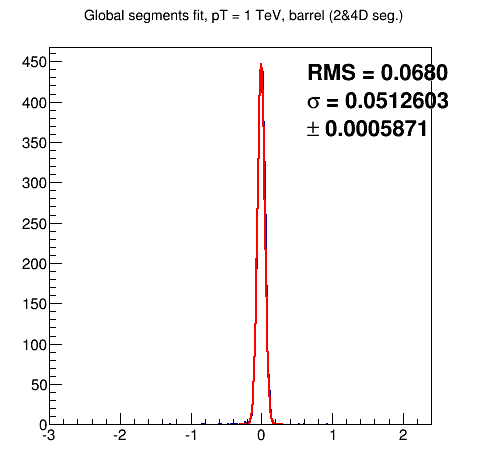 Global segments fit, pT = 1 TeV, barrel (2&4D seg.)
RMS = 0.0680
σ = 0.0512603
± 0.0005871
450
400
350
300
250
200
150
100
50
0
-3 -2 -1 0 1 2